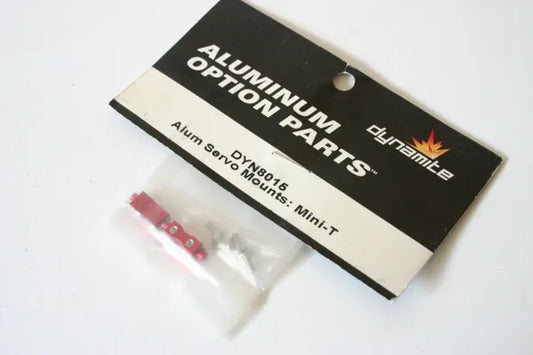 ALUMINUM
OPTION PARTS™
dynamite
DYN8015
Alum Servo Mounts: Mini-T